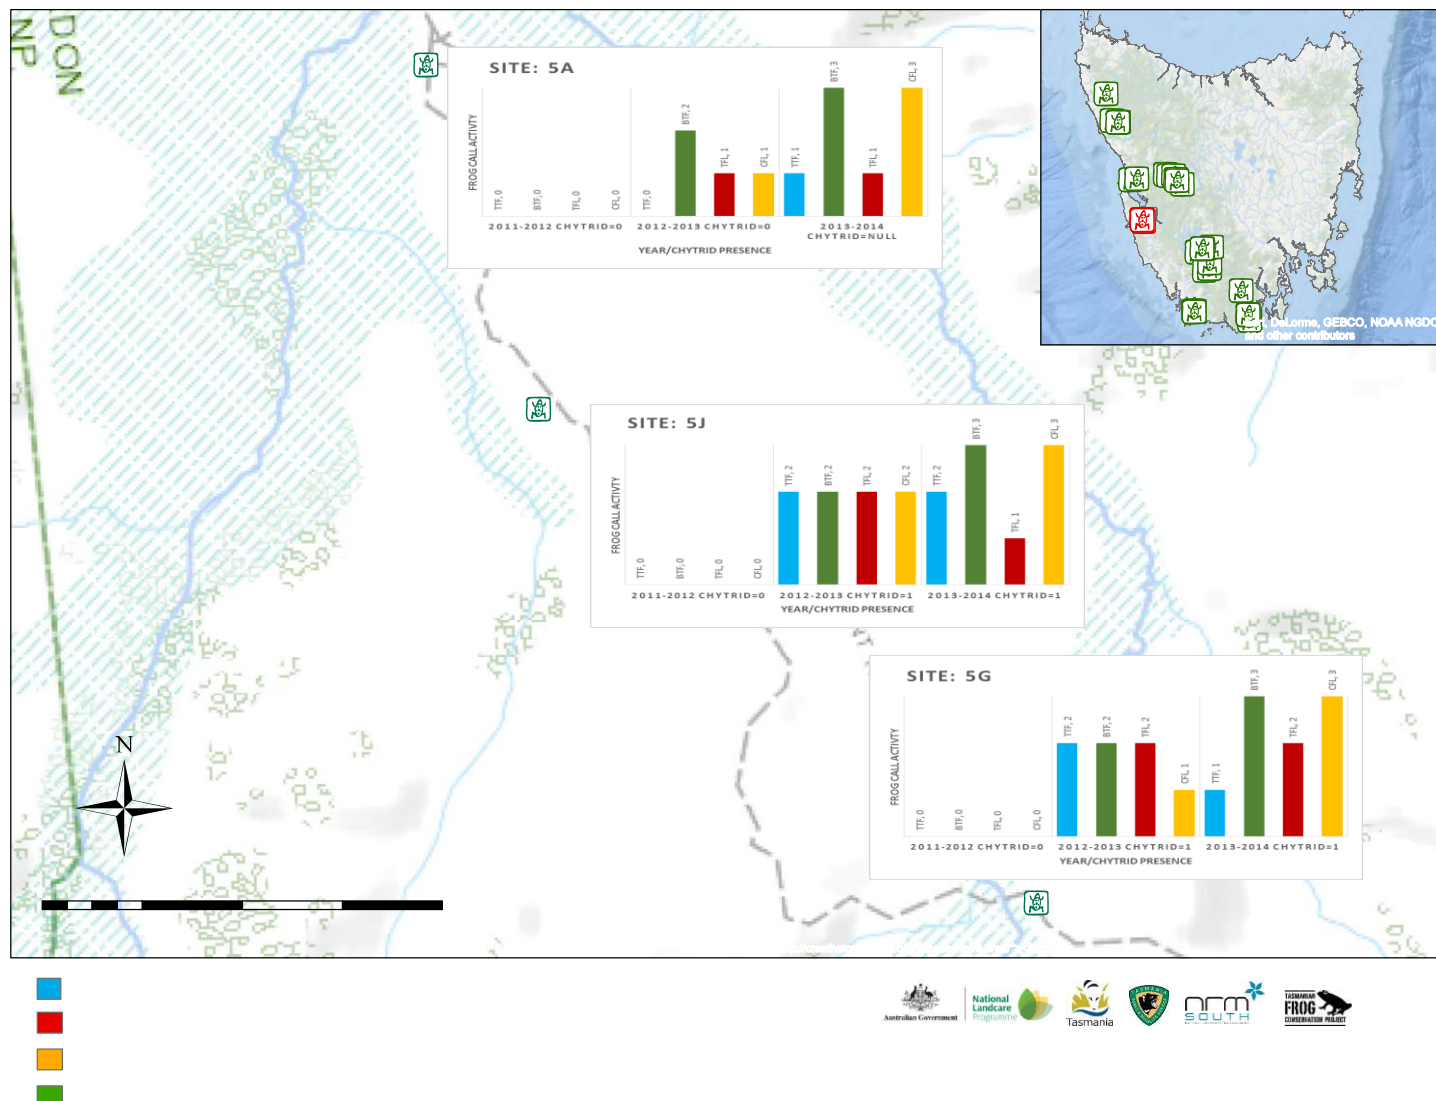 DON
NP
SITE: 5A
FROG CALL ACTIVTY
TTF, 0
BTF, 0
TFL, 0
CFL, 0
TTF, 0
BTF, 2
TFL, 1
CFL, 1
TTF, 1
BTF, 3
TFL, 1
CFL, 3
2011-2012 CHYTRID=0
2012-2013 CHYTRID=0
2013-2014
CHYTRID=NULL
YEAR/CHYTRID PRESENCE
DeLorme, GEBCO, NOAA NGDC
and other contributors
SITE: 5J
FROG CALL ACTIVTY
TTF, 0
BTF, 0
TFL, 0
CFL, 0
TTF, 2
BTF, 2
TFL, 2
CFL, 2
TTF, 2
BTF, 3
TFL, 1
CFL, 3
2011-2012 CHYTRID=0
2012-2013 CHYTRID=1
2013-2014 CHYTRID=1
YEAR/CHYTRID PRESENCE
SITE: 5G
FROG CALL ACTIVTY
TTF, 0
BTF, 0
TFL, 0
CFL, 0
TTF, 2
BTF, 2
TFL, 2
CFL, 1
TTF, 1
BTF, 3
TFL, 2
CFL, 3
2011-2012 CHYTRID=0
2012-2013 CHYTRID=1
2013-2014 CHYTRID=1
YEAR/CHYTRID PRESENCE
N
Australian Government
National
Landcare
Programme
Tasmania
TASMANIA
nrm
SOUTH
TASMANIAN
FROG
CONSERVATION PROJECT